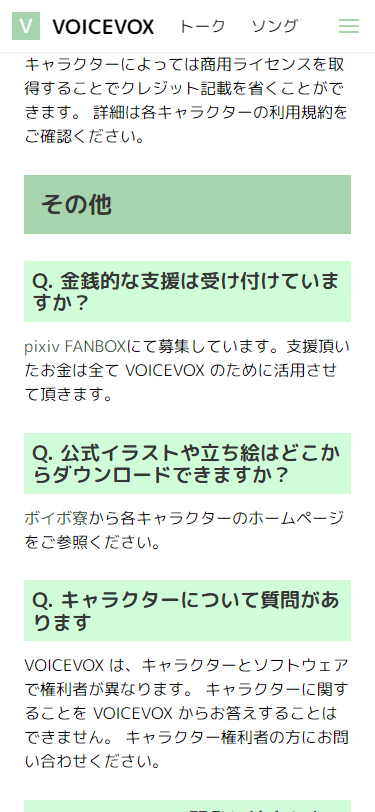 V VOICEVOX トーク ソング
キャラクターによっては商用ライセンスを取
得することでクレジット記載を省くことがで
きます。 詳細は各キャラクターの利用規約を
ご確認ください。
その他
Q. 金銭的な支援は受け付けていま
すか？
pixiv FANBOXにて募集しています。支援頂い
たお金は全て VOICEVOX のために活用させ
て頂きます。
Q. 公式イラストや立ち絵はどこか
らダウンロードできますか？
ボイボ寮から各キャラクターのホームページ
をご参照ください。
Q. キャラクターについて質問があ
ります
VOICEVOX は、キャラクターとソフトウェア
で権利者が異なります。 キャラクターに関す
ることを VOICEVOX からお答えすることは
できません。 キャラクター権利者の方にお問
い合わせください。